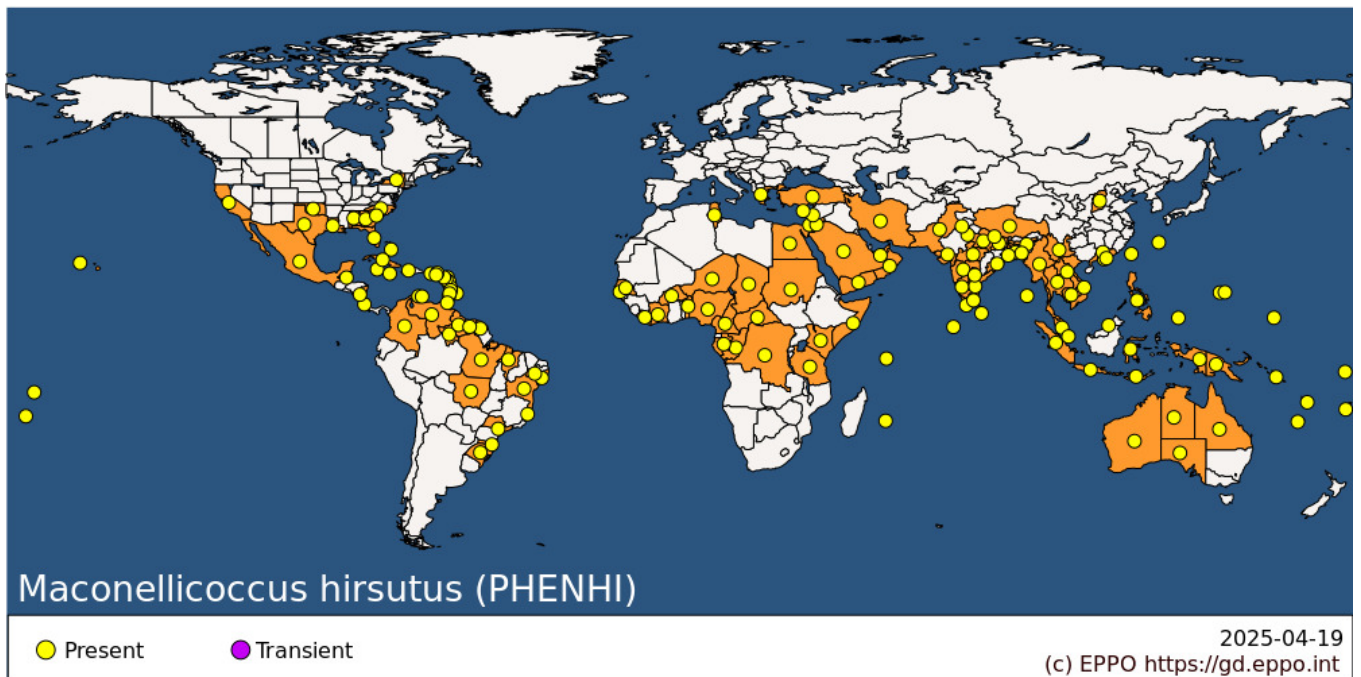 Maconellicoccus hirsutus (PHENHI)
Present
Transient
2025-04-19
(c) EPPO https://gd.eppo.int